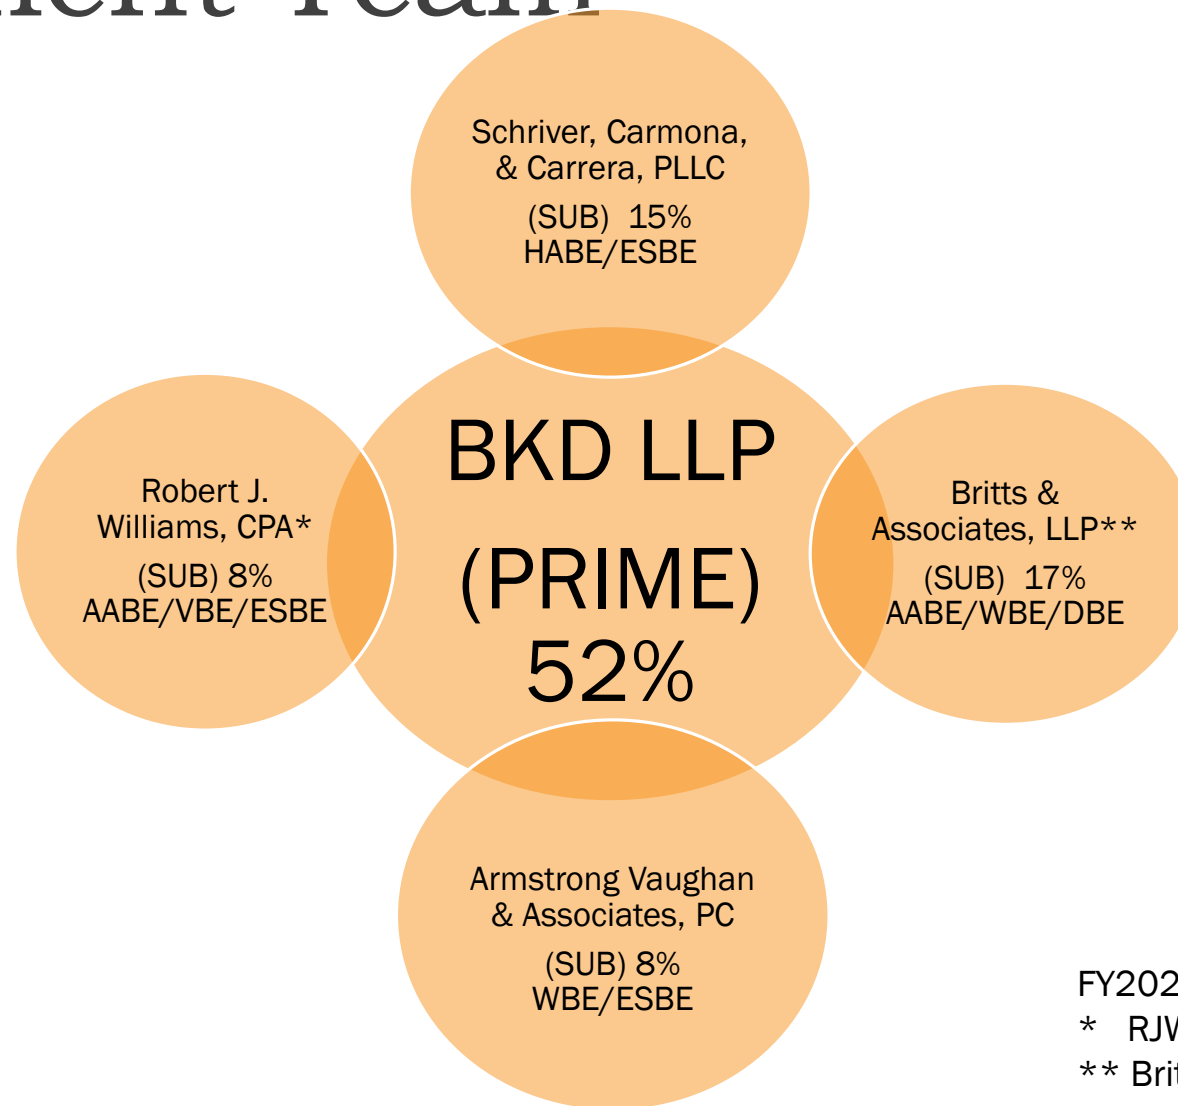 Schriver, Carmona,
& Carrera, PLLC
(SUB) 15%
HABE/ESBE
BKD LLP
(PRIME)
52%
Robert J.
Williams, CPA*
(SUB) 8%
AABE/VBE/ESBE
Britts &
Associates, LLP**
(SUB) 17%
AABE/WBE/DBE
Armstrong Vaughan
& Associates, PC
(SUB) 8%
WBE/ESBE
*
**